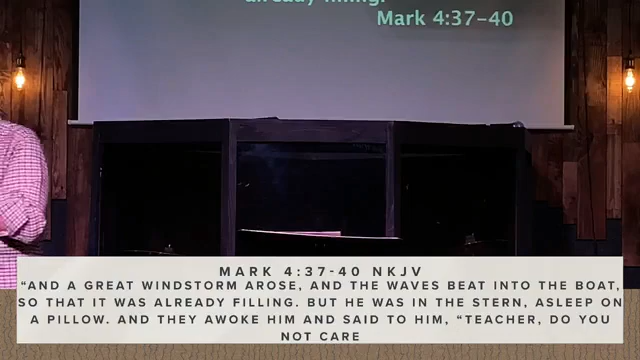 already filling.
Mark 4:37-40
MARK 4:37-40 NKJV
"AND A GREAT WINDSTORM AROSE, AND THE WAVES BEAT INTO THE BOAT,
SO THAT IT WAS ALREADY FILLING. BUT HE WAS IN THE STERN, ASLEEP ON
A PILLOW. AND THEY AWOKE HIM AND SAID TO HIM, "TEACHER, DO YOU
NOT CARE